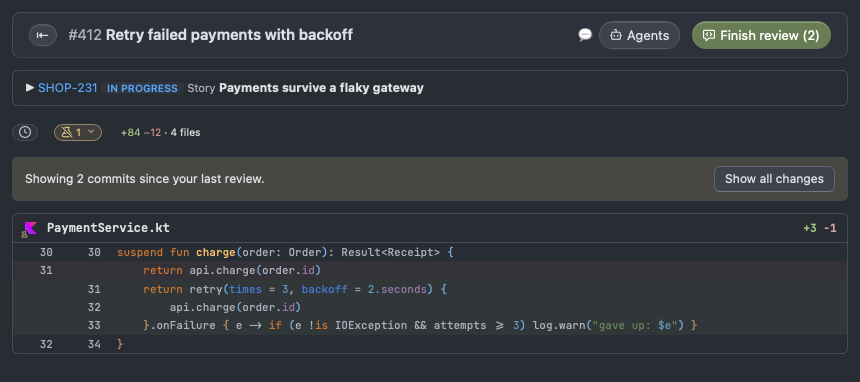 #412 Retry failed payments with backoff
Agents
Finish review (2)
SHOP-231 IN PROGRESS Story Payments survive a flaky gateway
1
+84 −12 · 4 files
Showing 2 commits since your last review.
Show all changes
PaymentService.kt
+3 -1
30 30 suspend fun charge(order: Order): Result<Receipt> {
31 return api.charge(order.id)
31 return retry(times = 3, backoff = 2.seconds) {
32 api.charge(order.id)
33 }.onFailure { e -> if (e !is IOException && attempts >= 3) log.warn("gave up: $e") }
32 34 }